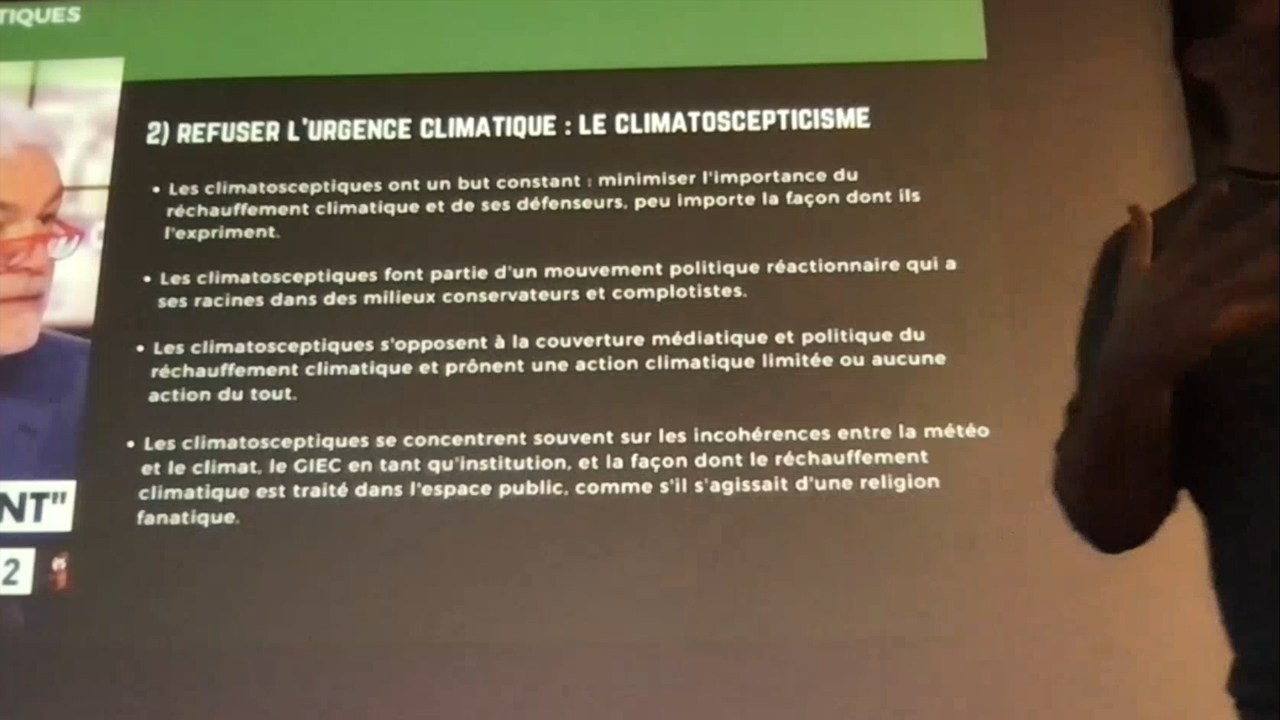 TIQUES
2) REFUSER L'URGENCE CLIMATIQUE : LE CLIMATOSCEPTICISME
• Les climatosceptiques ont un but constant : minimiser l'importance du
réchauffement climatique et de ses défenseurs, peu importe la façon dont ils
l'expriment.
• Les climatosceptiques font partie d'un mouvement politique réactionnaire qui a
ses racines dans des milieux conservateurs et complotistes.
• Les climatosceptiques s'opposent à la couverture médiatique et politique du
réchauffement climatique et prônent une action climatique limitée ou aucune
action du tout.
• Les climatosceptiques se concentrent souvent sur les incohérences entre la météo
et le climat, le GIEC en tant qu'institution, et la façon dont le réchauffement
climatique est traité dans l'espace public, comme s'il s'agissait d'une religion
fanatique.
NT"
2